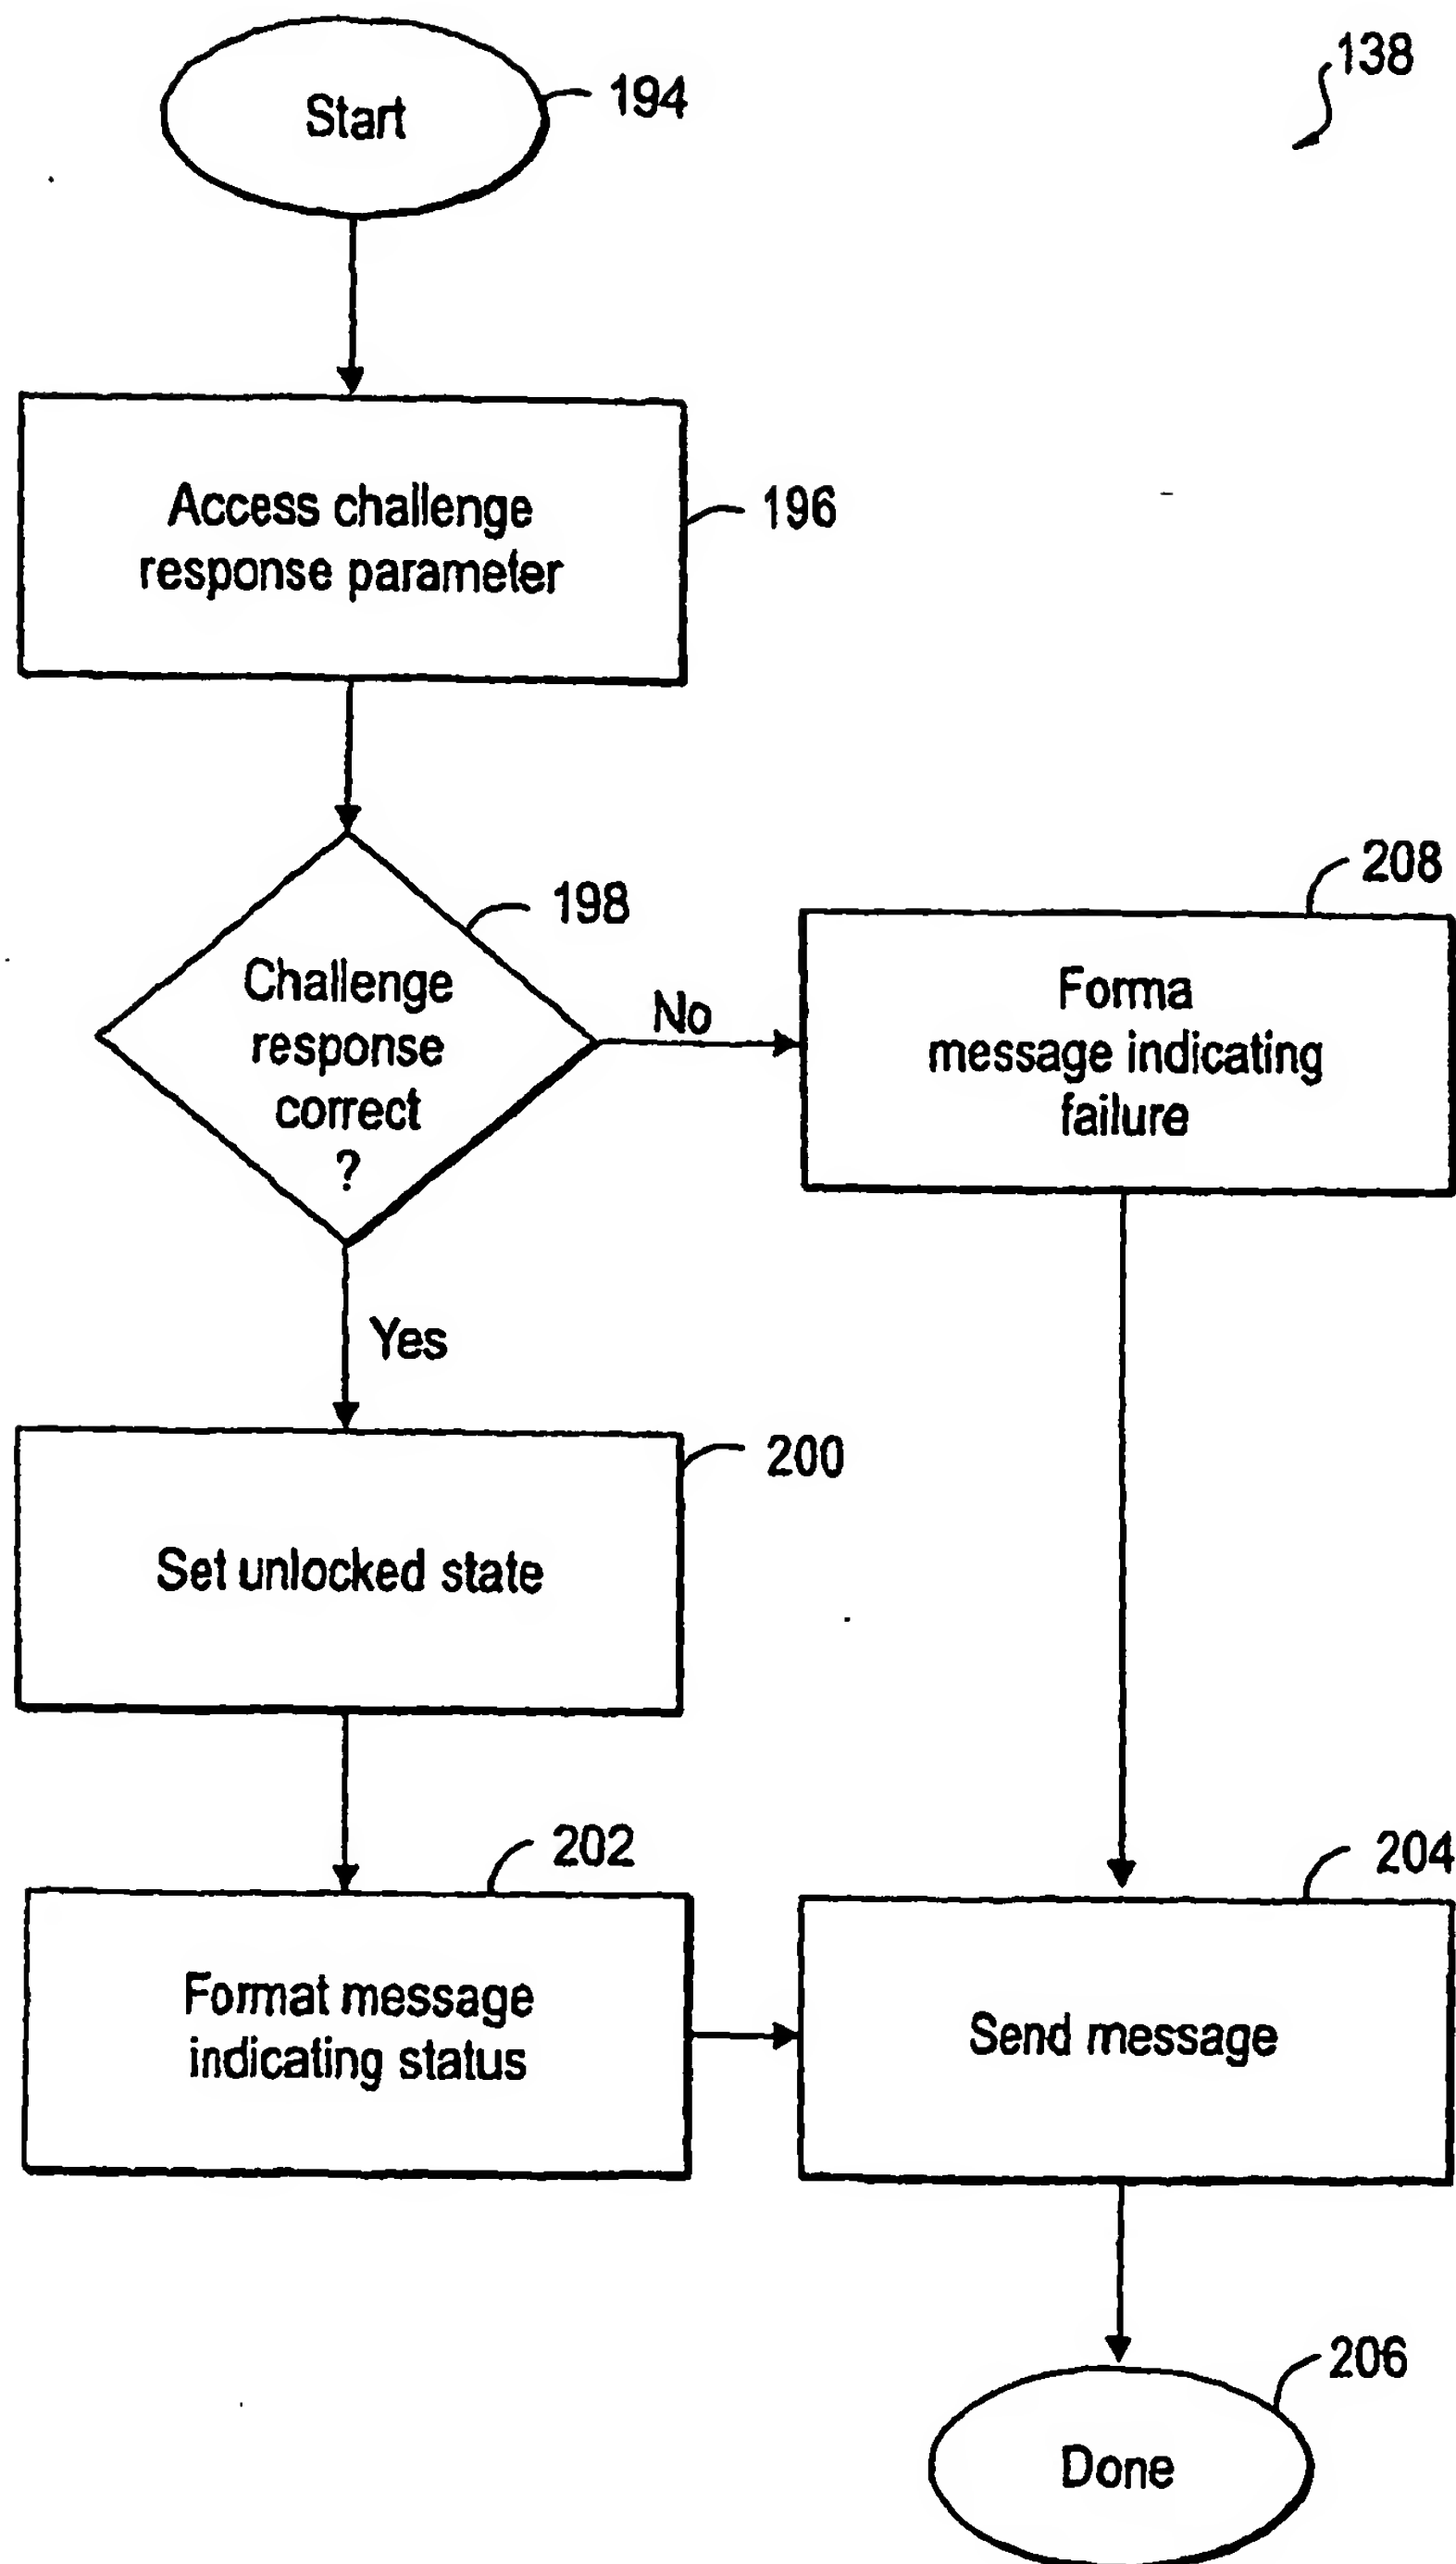 138
Start
194
Access challenge
response parameter
196
198
Challenge
response
correct
?
No
208
Forma
message indicating
failure
Yes
200
Set unlocked state
202
Format message
indicating status
204
Send message
206
Done